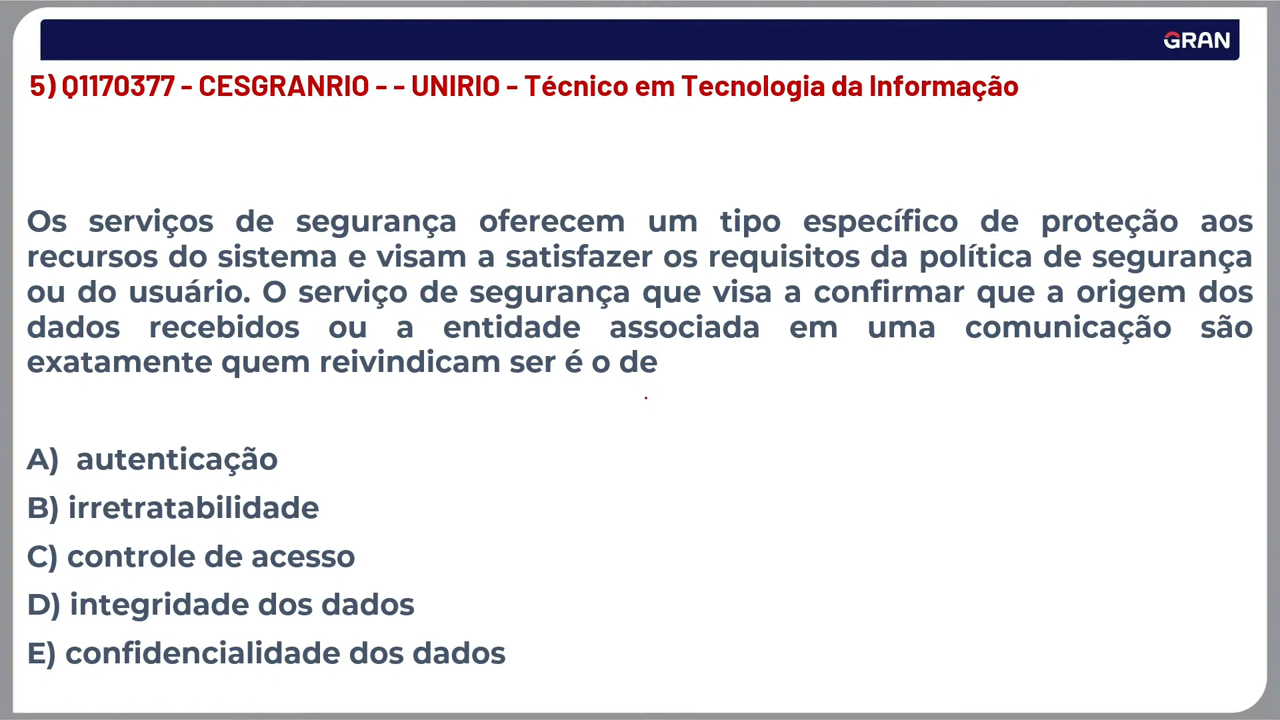 GRAN
5) Q1170377 - CESGRANRIO - - UNIRIO - Técnico em Tecnologia da Informação
Os serviços de segurança oferecem um tipo específico de proteção aos
recursos do sistema e visam a satisfazer os requisitos da política de segurança
ou do usuário. O serviço de segurança que visa a confirmar que a origem dos
dados recebidos ou a entidade associada em uma comunicação são
exatamente quem reivindicam ser é o de
A) autenticação
B) irretratabilidade
C) controle de acesso
D) integridade dos dados
E) confidencialidade dos dados